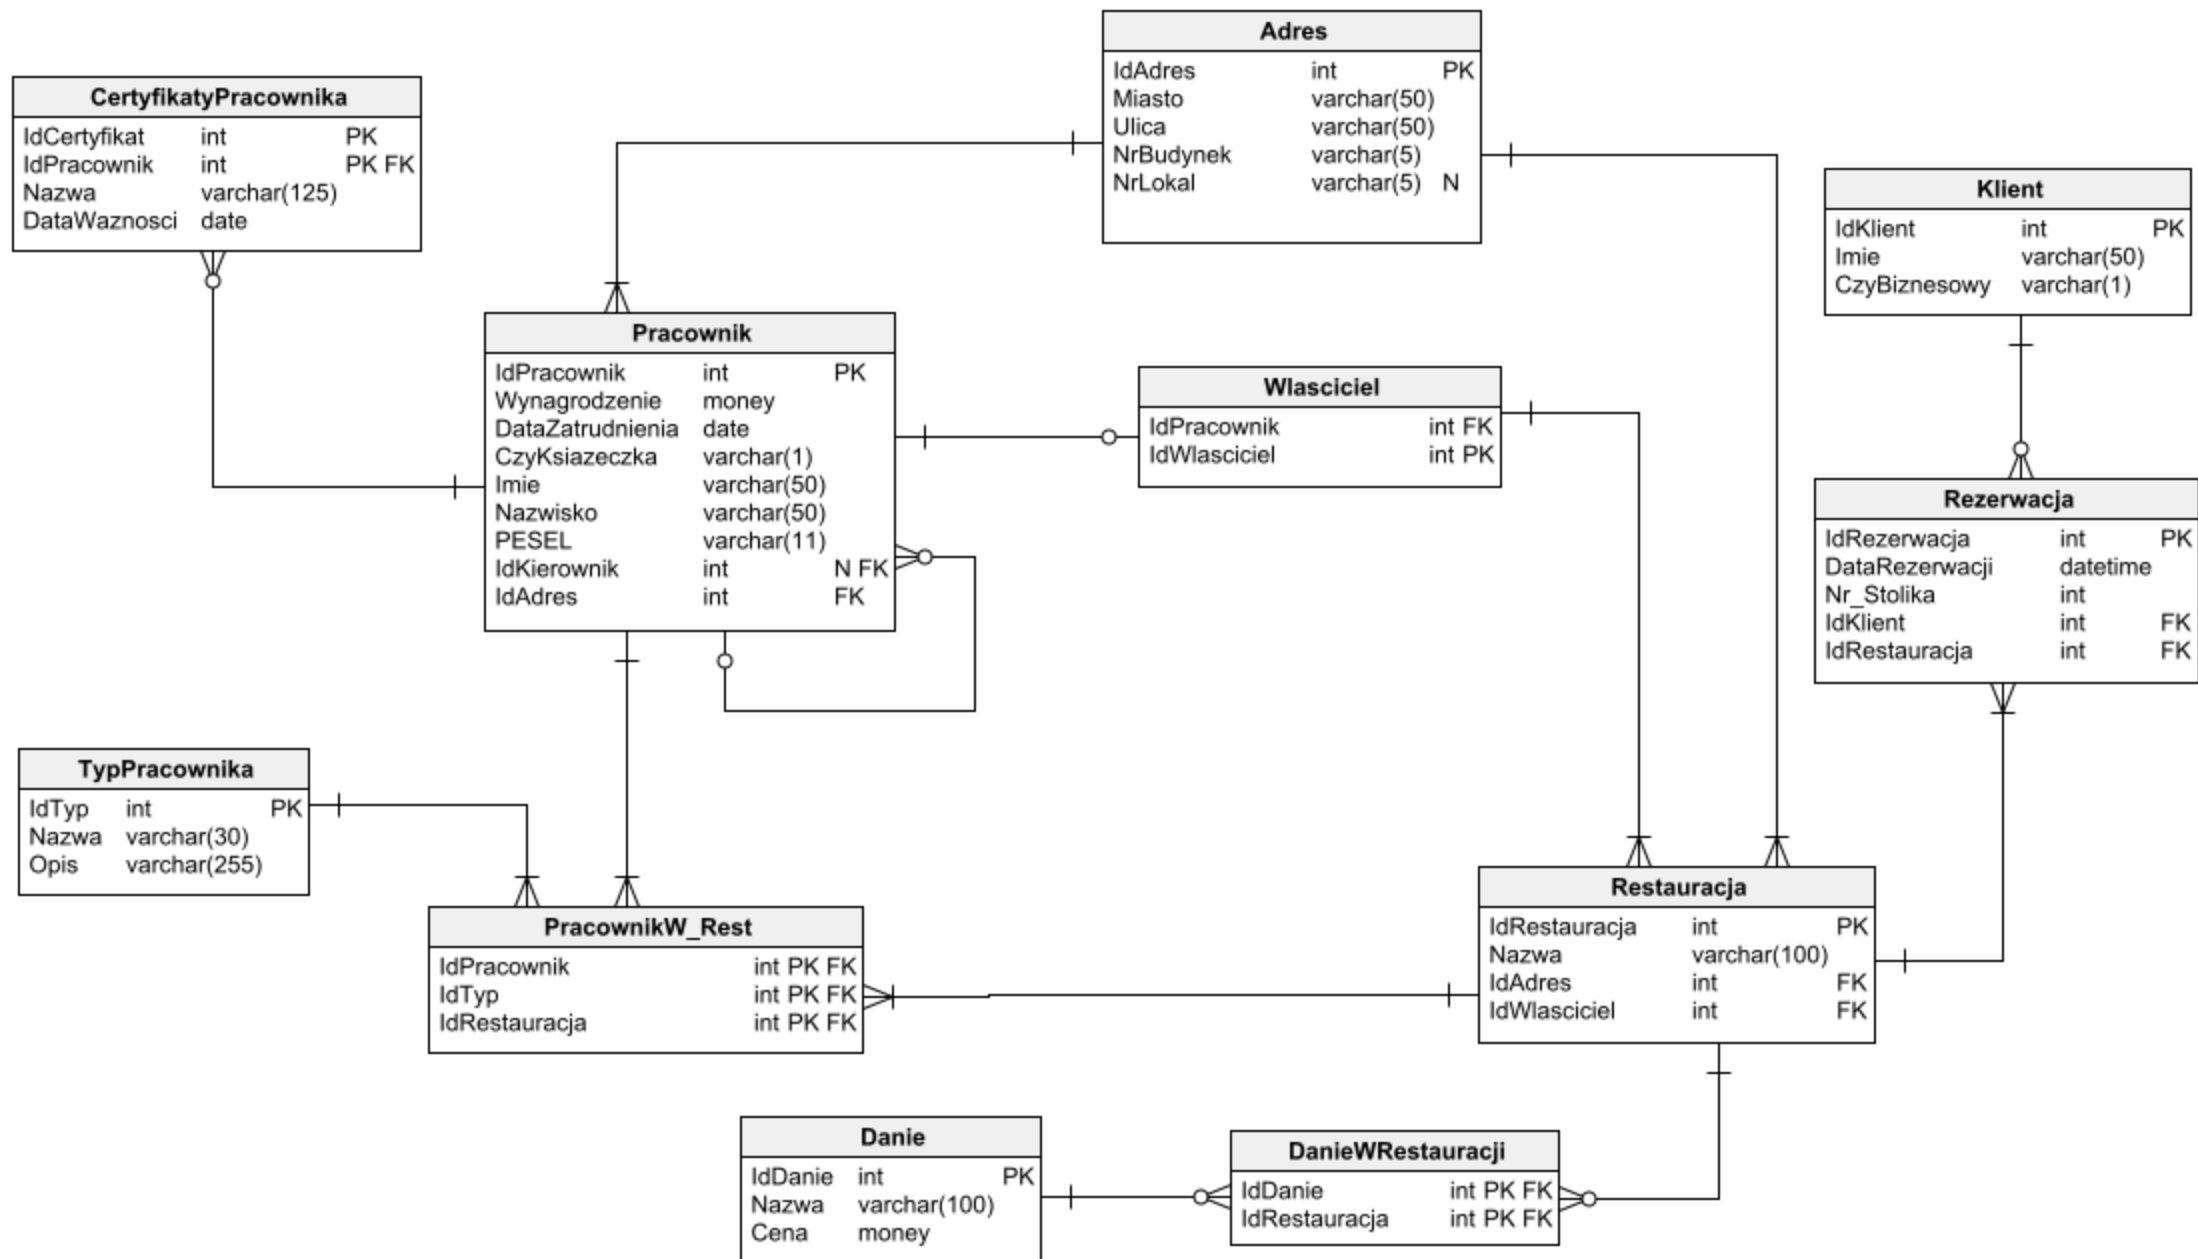 Adres
IdAdres int PK
Miasto varchar(50)
Ulica varchar(50)
NrBudynek varchar(5)
NrLokal varchar(5) N
CertyfikatyPracownika
IdCertyfikat int PK
IdPracownik int PK FK
Nazwa varchar(125)
DataWaznosci date
Klient
IdKlient int PK
Imie varchar(50)
CzyBiznesowy varchar(1)
Pracownik
IdPracownik int PK
Wynagrodzenie money
DataZatrudnienia date
CzyKsiazeczka varchar(1)
Imie varchar(50)
Nazwisko varchar(50)
PESEL varchar(11)
IdKierownik int N FK
IdAdres int FK
Wlasciciel
IdPracownik int FK
IdWlasciciel int PK
Rezerwacja
IdRezerwacja int PK
DataRezerwacji datetime
Nr_Stolika int
IdKlient int FK
IdRestauracja int FK
TypPracownika
IdTyp int PK
Nazwa varchar(30)
Opis varchar(255)
PracownikW_Rest
IdPracownik int PK FK
IdTyp int PK FK
IdRestauracja int PK FK
Restauracja
IdRestauracja int PK
Nazwa varchar(100)
IdAdres int FK
IdWlasciciel int FK
Danie
IdDanie int PK
Nazwa varchar(100)
Cena money
DanieWRestauracji
IdDanie int PK FK
IdRestauracja int PK FK